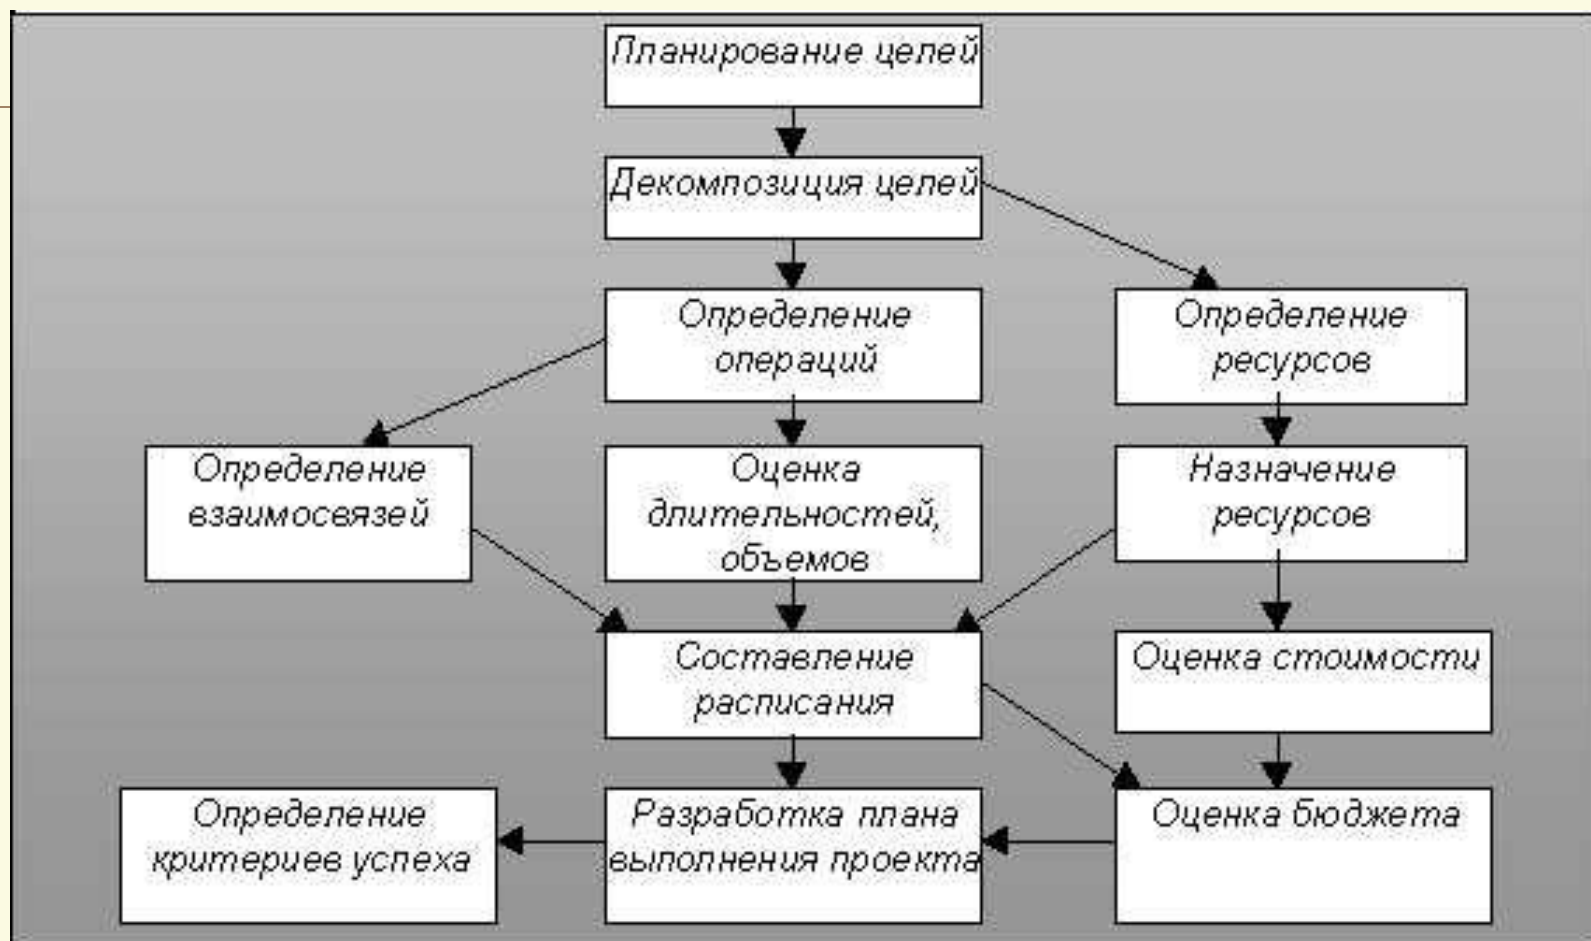 Планирование целей
Декомпозиция целей
Определение
операций
Определение
ресурсов
Определение
взаимосвязей
Оценка
длительностей,
объемов
Назначение
ресурсов
Составление
расписания
Оценка стоимости
Определение
критериев успеха
Разработка плана
выполнения проекта
Оценка бюджета